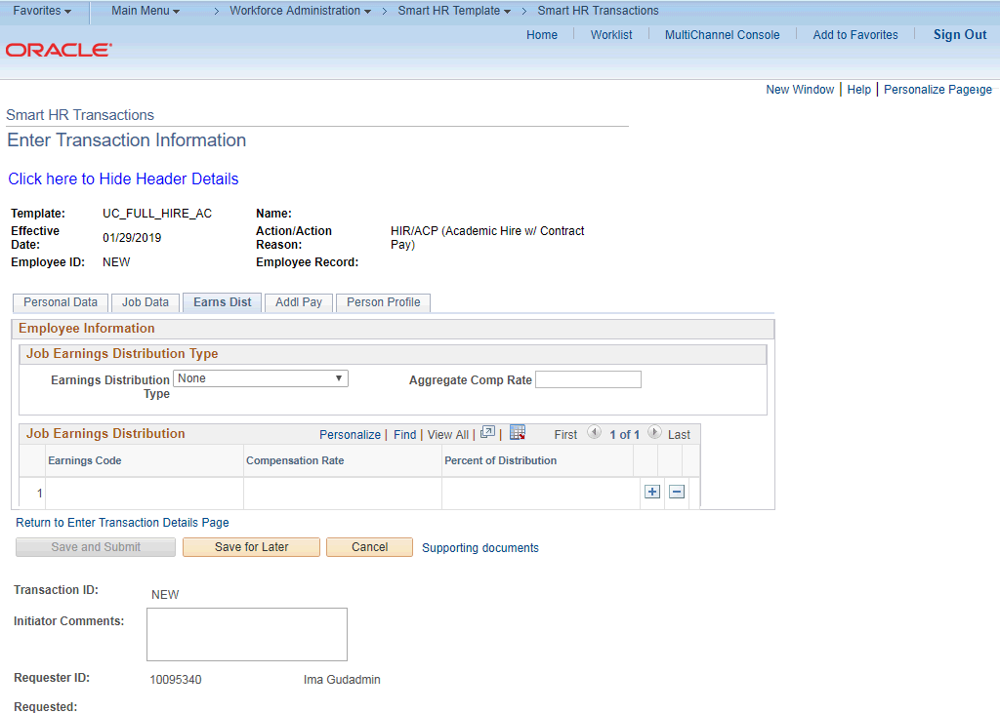 Favorites Main Menu > Workforce Administration > Smart HR Template > Smart HR Transactions
Home Worklist MultiChannel Console Add to Favorites Sign Out
ORACLE
New Window | Help | Personalize Page
Smart HR Transactions
Enter Transaction Information
Click here to Hide Header Details
Template: UC_FULL_HIRE_AC Name:
Effective Date: 01/29/2019 Action/Action Reason: HIR/ACP (Academic Hire w/ Contract Pay)
Employee ID: NEW Employee Record:
Personal Data Job Data Earns Dist Addl Pay Person Profile
Employee Information
Job Earnings Distribution Type
Earnings Distribution Type None Aggregate Comp Rate
Job Earnings Distribution Personalize | Find | View All | | First 1 of 1 Last
Earnings Code Compensation Rate Percent of Distribution
1
Return to Enter Transaction Details Page
Save and Submit Save for Later Cancel Supporting documents
Transaction ID: NEW
Initiator Comments:
Requester ID: 10095340 Ima Gudadmin
Requested: